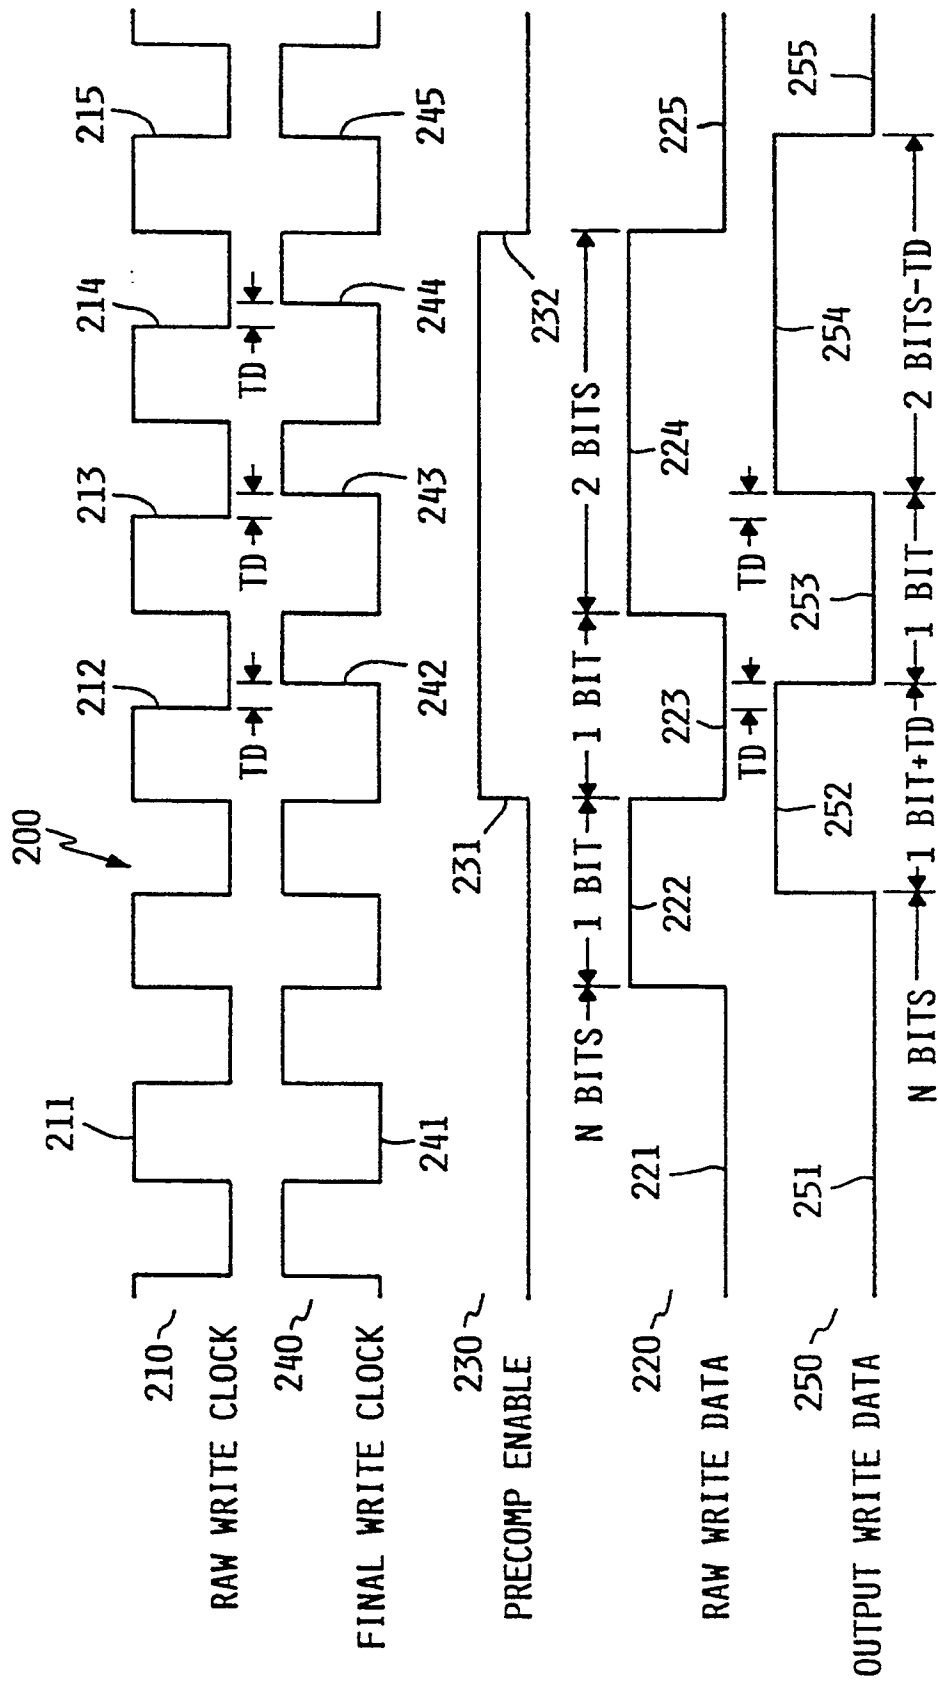 200
211
212
213
214
215
210
RAW WRITE CLOCK
TD
TD
TD
240
FINAL WRITE CLOCK
241
242
243
244
245
230
PRECOMP ENABLE
231
232
N BITS
1 BIT
1 BIT
2 BITS
220
RAW WRITE DATA
221
222
223
224
225
TD
TD
250
OUTPUT WRITE DATA
251
252
253
254
255
N BITS
1 BIT+TD
1 BIT
2 BITS-TD